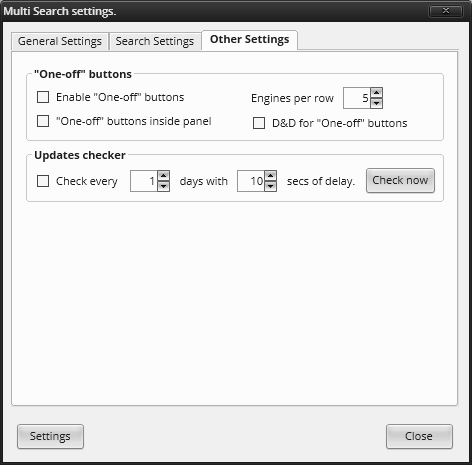 Multi Search settings.
General Settings Search Settings Other Settings
"One-off" buttons
Enable "One-off" buttons Engines per row 5
"One-off" buttons inside panel D&D for "One-off" buttons
Updates checker
Check every 1 days with 10 secs of delay. Check now
Settings Close